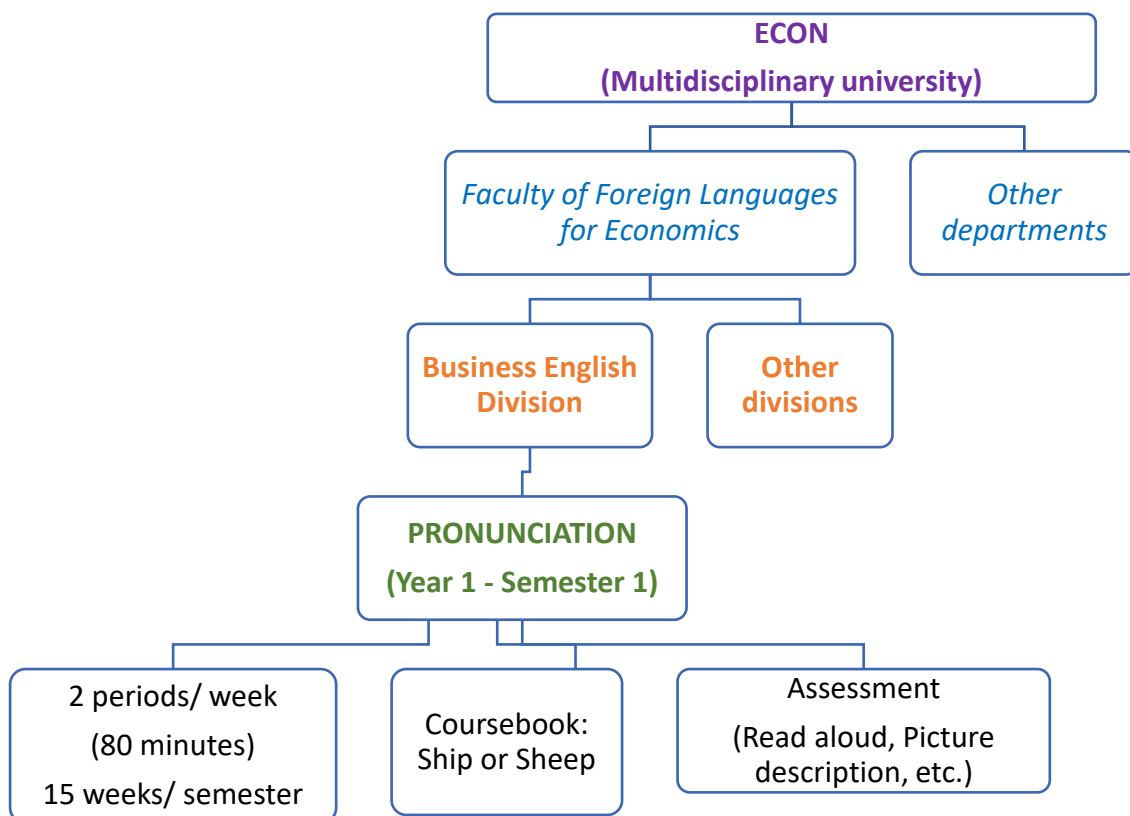 ECON
(Multidisciplinary university)
Faculty of Foreign Languages
for Economics
Other
departments
Business English
Division
Other
divisions
PRONUNCIATION
(Year 1 - Semester 1)
2 periods/ week
(80 minutes)
15 weeks/ semester
Coursebook:
Ship or Sheep
Assessment
(Read aloud, Picture
description, etc.)